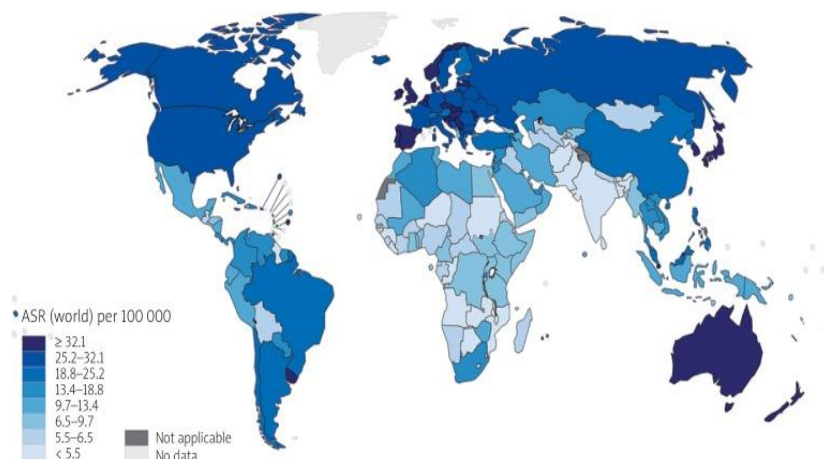 ASR (world) per 100 000
≥ 32.1
25.2–32.1
18.8–25.2
13.4–18.8
9.7–13.4
6.5–9.7
5.5–6.5
< 5.5
Not applicable
No data